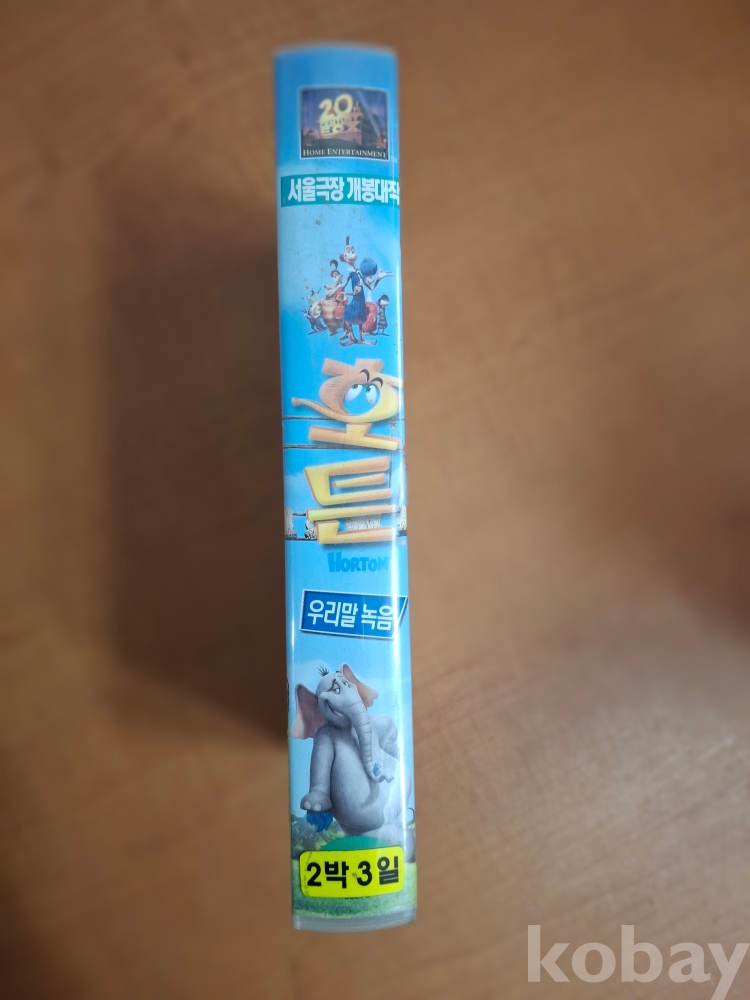 20th
CENTURY
FOX
HOME ENTERTAINMENT
서울극장 개봉대작
호튼
HORTON
우리말 녹음
2박 3일
kobay